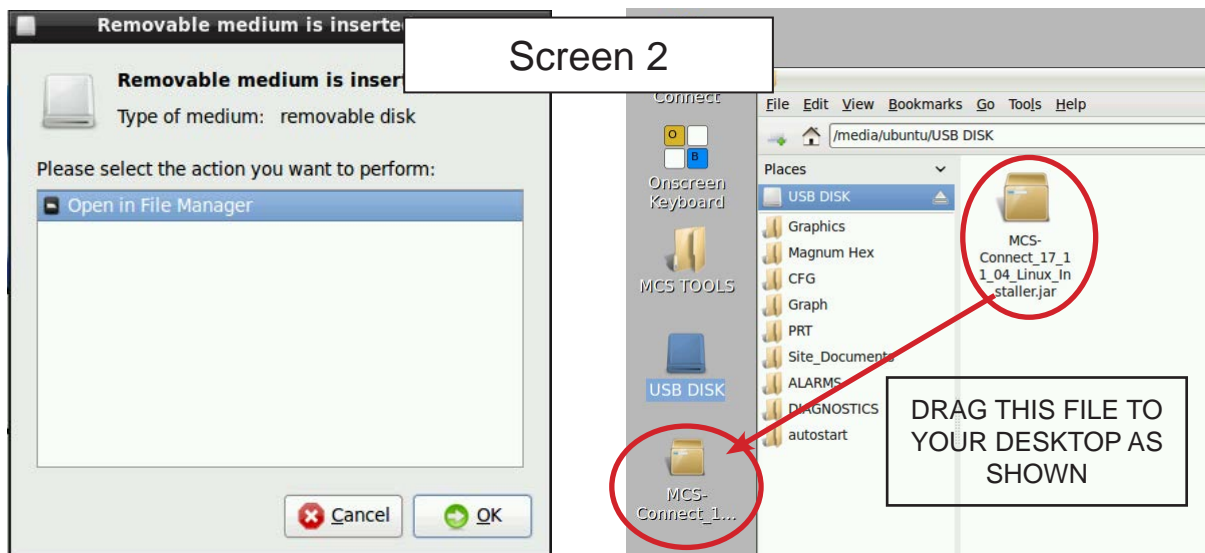 Removable medium is inserte
Screen 2
Removable medium is inser
Type of medium: removable disk
Please select the action you want to perform:
Open in File Manager
Cancel
OK
Connect
O
B
Onscreen
Keyboard
MCS TOOLS
USB DISK
MCS-
Connect_1...
File Edit View Bookmarks Go Tools Help
/media/ubuntu/USB DISK
Places
USB DISK
Graphics
Magnum Hex
CFG
Graph
PRT
Site_Documents
ALARMS
DIAGNOSTICS
autostart
MCS-
Connect_17_1
1_04_Linux_In
staller.jar
DRAG THIS FILE TO
YOUR DESKTOP AS
SHOWN